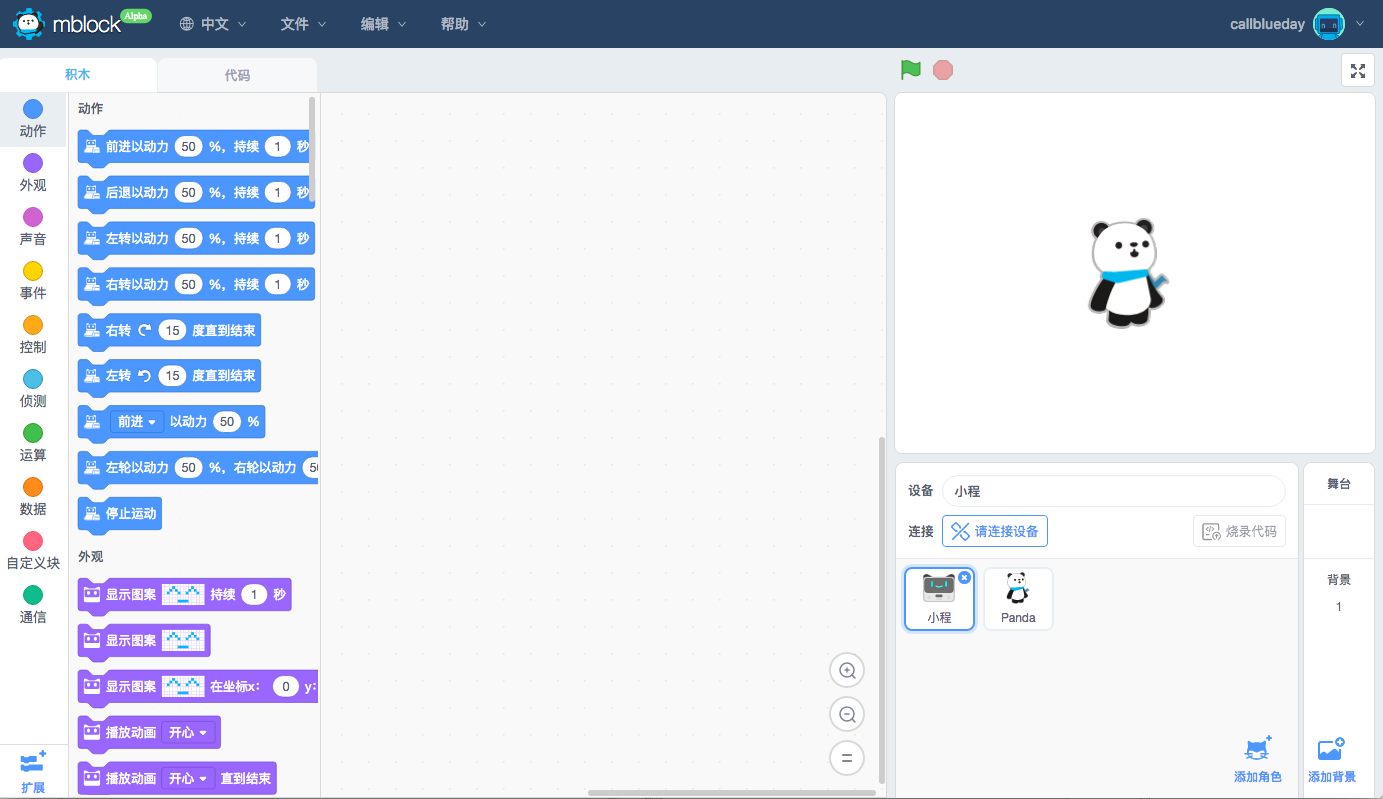 mblock Alpha 中文 文件 编辑 帮助 callblueday
积木 代码
动作
外观
声音
事件
控制
侦测
运算
数据
自定义块
通信
扩展
动作
前进以动力 50 %，持续 1 秒
后退以动力 50 %，持续 1 秒
左转以动力 50 %，持续 1 秒
右转以动力 50 %，持续 1 秒
右转 15 度直到结束
左转 15 度直到结束
前进 以动力 50 %
左轮以动力 50 %，右轮以动力 50
停止运动
外观
显示图案 持续 1 秒
显示图案
显示图案 在坐标x： 0 y：
播放动画 开心
播放动画 开心 直到结束
设备 小程
连接 请连接设备 烧录代码
小程 Panda
添加角色
舞台
背景
1
添加背景